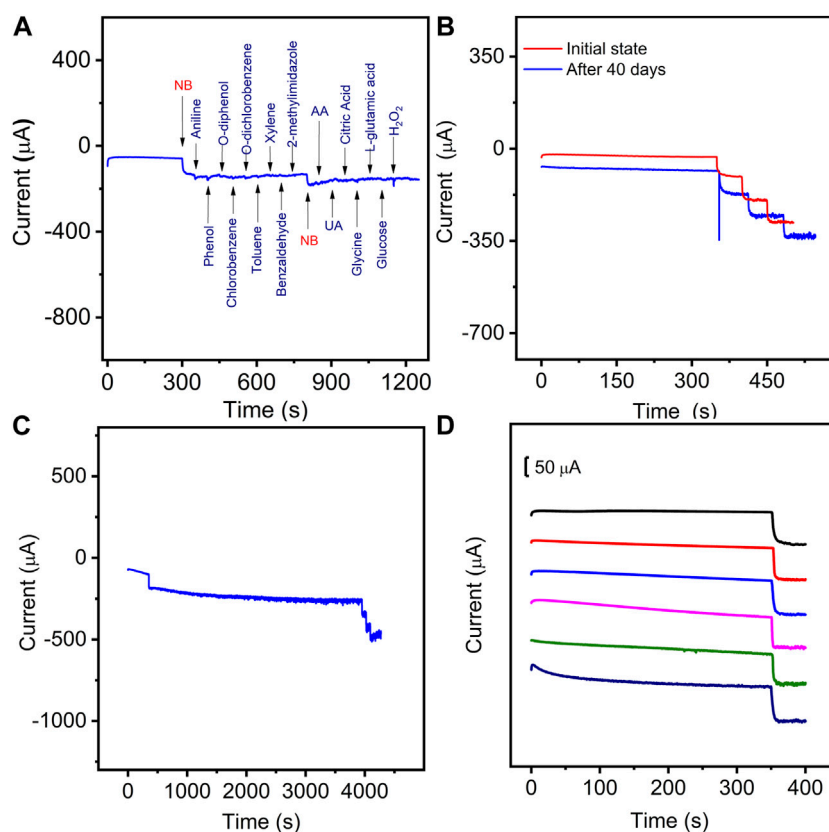 A
400
0
-400
-800
Current (μA)
NB
Aniline
O-diphenol
O-dichlorobenzene
Xylene
2-methylimidazole
AA
Citric Acid
L-glutamic acid
H2O2
Phenol
Chlorobenzene
Toluene
Benzaldehyde
NB
UA
Glycine
Glucose
0 300 600 900 1200
Time (s)
B
350
0
-350
-700
Current (μA)
Initial state
After 40 days
0 150 300 450
Time (s)
C
500
0
-500
-1000
Current (μA)
0 1000 2000 3000 4000
Time (s)
D
50 μA
Current (μA)
0 100 200 300 400
Time (s)